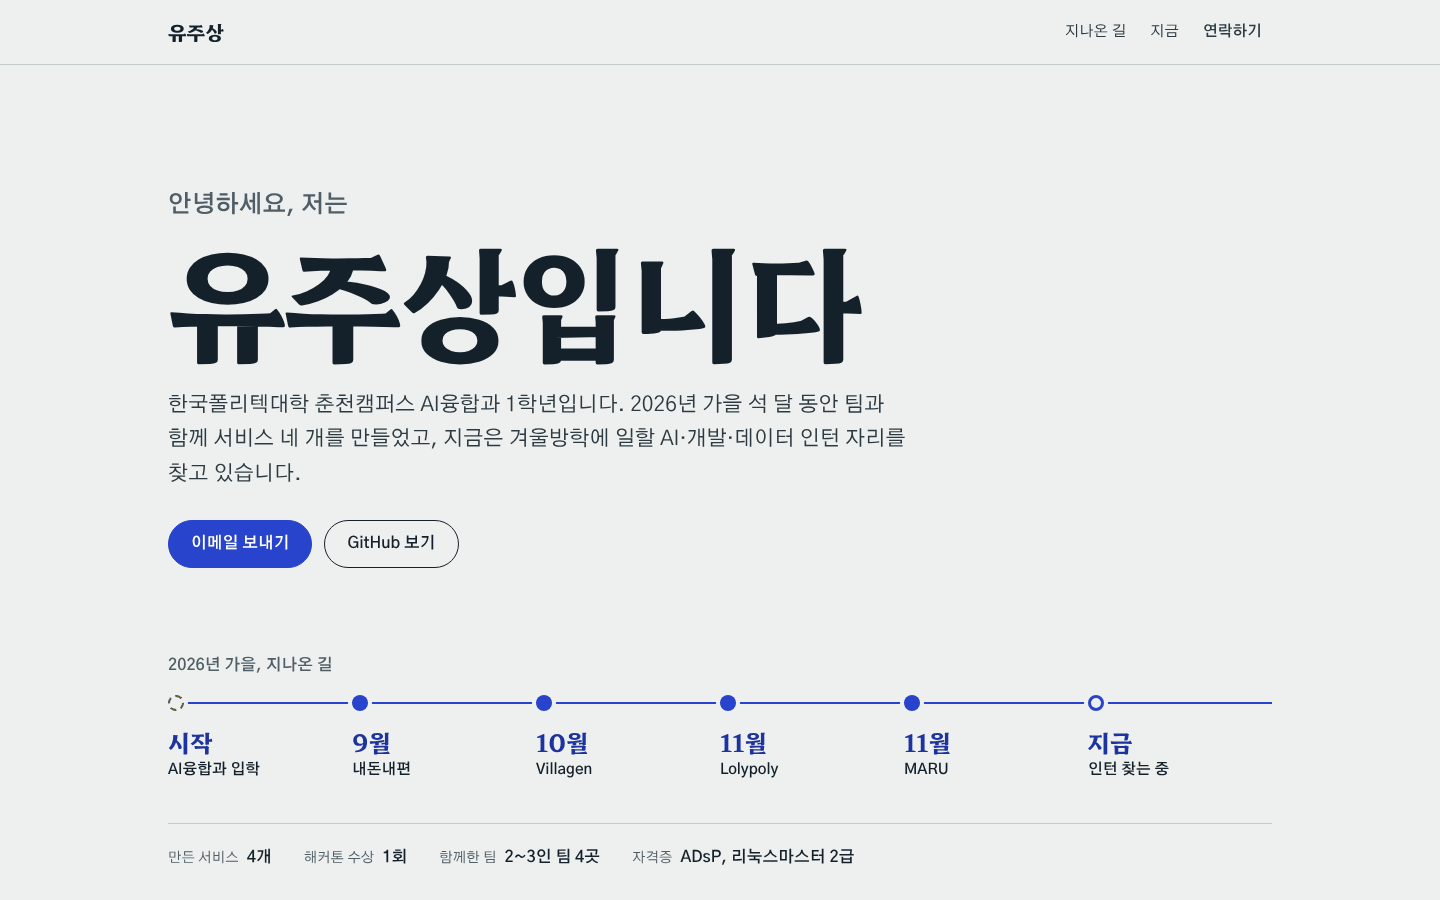 유주상
지나온 길 지금 연락하기
안녕하세요, 저는
유주상입니다
한국폴리텍대학 춘천캠퍼스 AI융합과 1학년입니다. 2026년 가을 석 달 동안 팀과
함께 서비스 네 개를 만들었고, 지금은 겨울방학에 일할 AI·개발·데이터 인턴 자리를
찾고 있습니다.
이메일 보내기 GitHub 보기
2026년 가을, 지나온 길
시작 9월 10월 11월 11월 지금
AI융합과 입학 내돈내편 Villagen Lolypoly MARU 인턴 찾는 중
만든 서비스 4개 해커톤 수상 1회 함께한 팀 2~3인 팀 4곳 자격증 ADsP, 리눅스마스터 2급